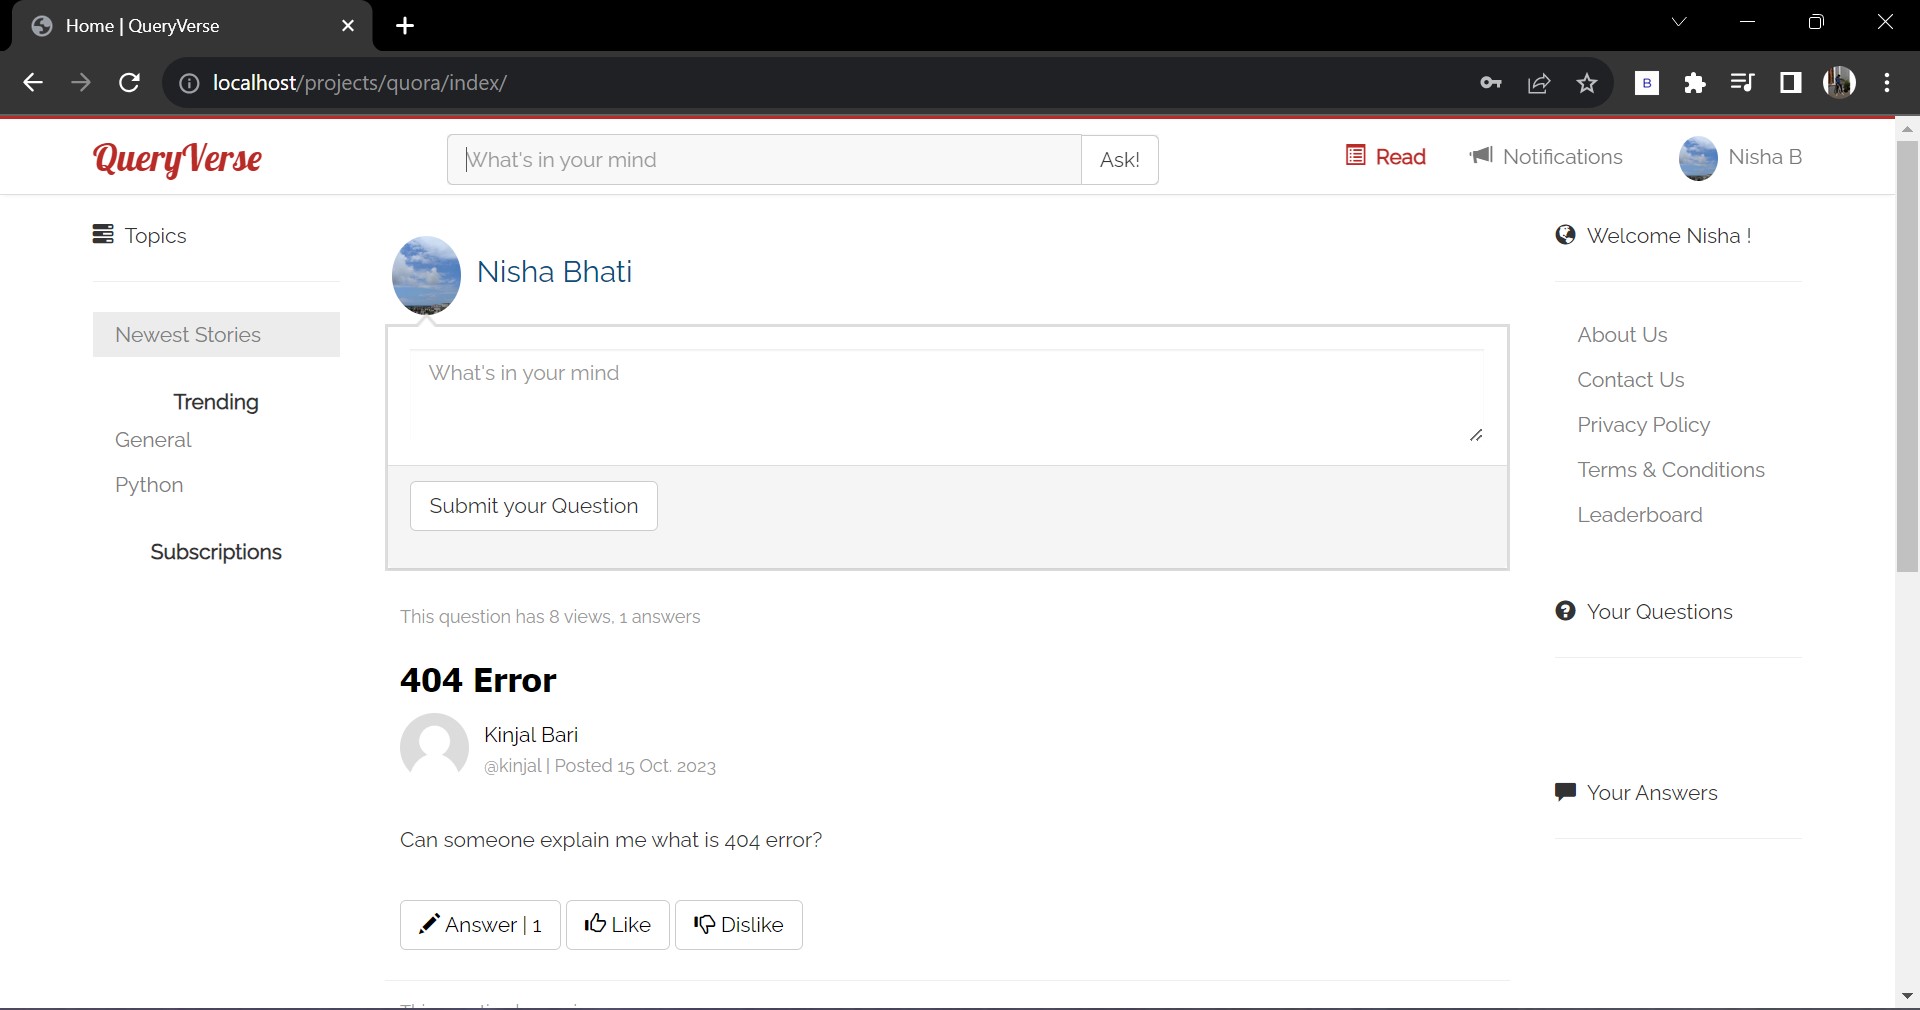 Home | QueryVerse
localhost/projects/quora/index/
B
QueryVerse
What's in your mind
Ask!
Read
Notifications
Nisha B
Topics
Newest Stories
Trending
General
Python
Subscriptions
Nisha Bhati
What's in your mind
Submit your Question
This question has 8 views, 1 answers
404 Error
Kinjal Bari
@kinjal | Posted 15 Oct. 2023
Can someone explain me what is 404 error?
Answer | 1
Like
Dislike
Welcome Nisha !
About Us
Contact Us
Privacy Policy
Terms & Conditions
Leaderboard
Your Questions
Your Answers